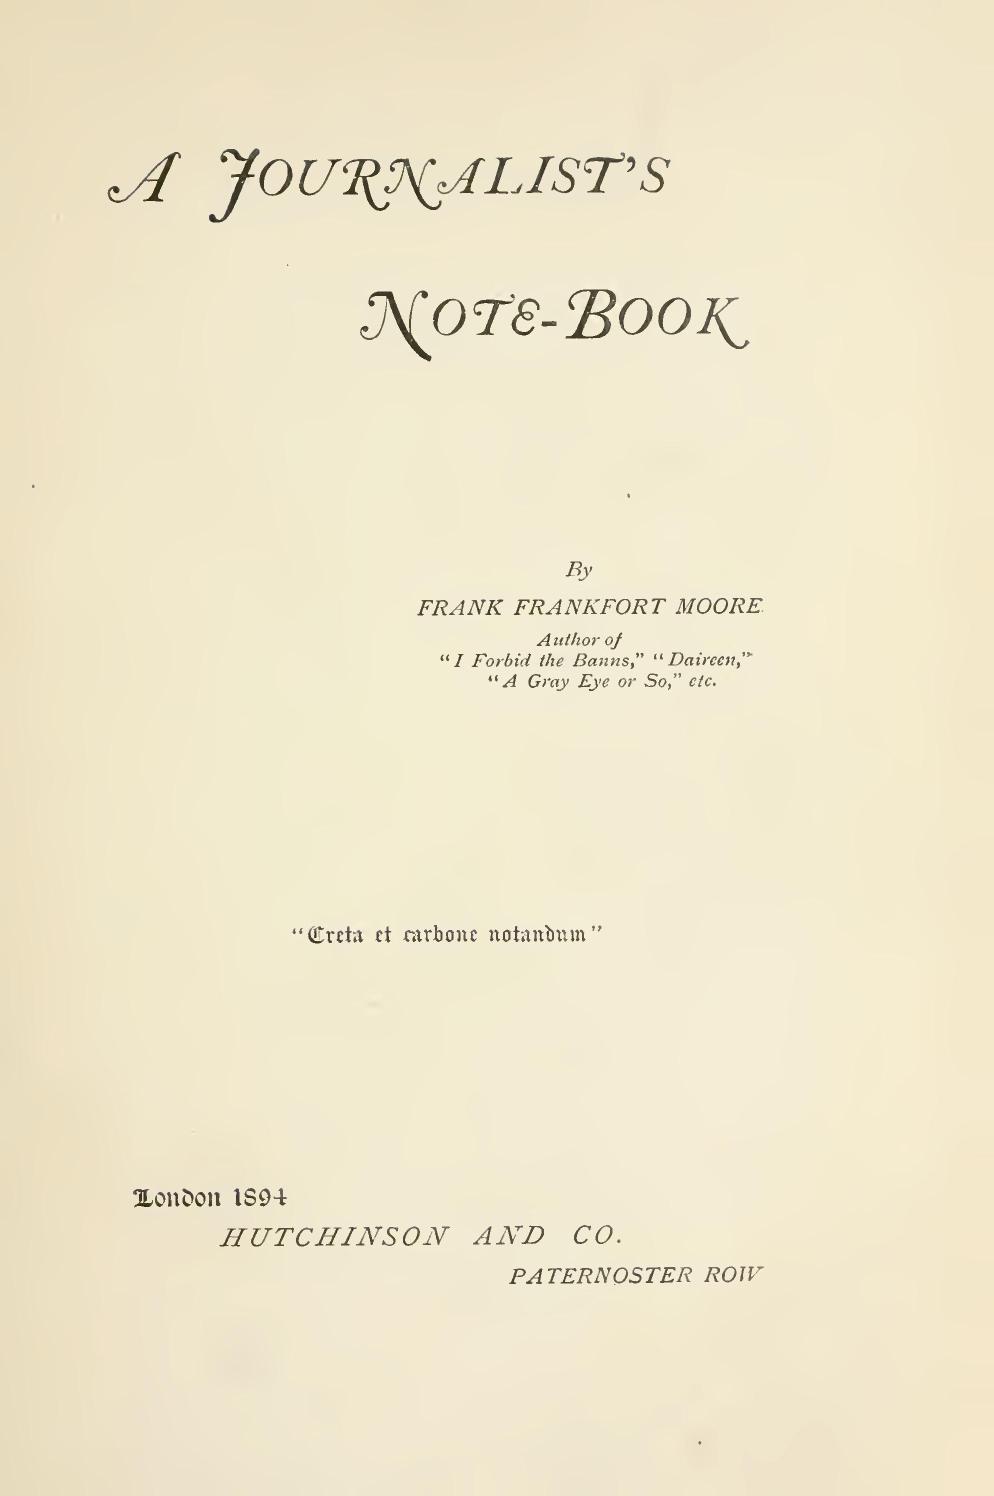 A JOURNALIST'S
NOTE-BOOK
By
FRANK FRANKFORT MOORE
Author of
"I Forbid the Banns," "Daireen,"
"A Gray Eye or So," etc.
"Creta et carbone notandum"
London 1894
HUTCHINSON AND CO.
PATERNOSTER ROW